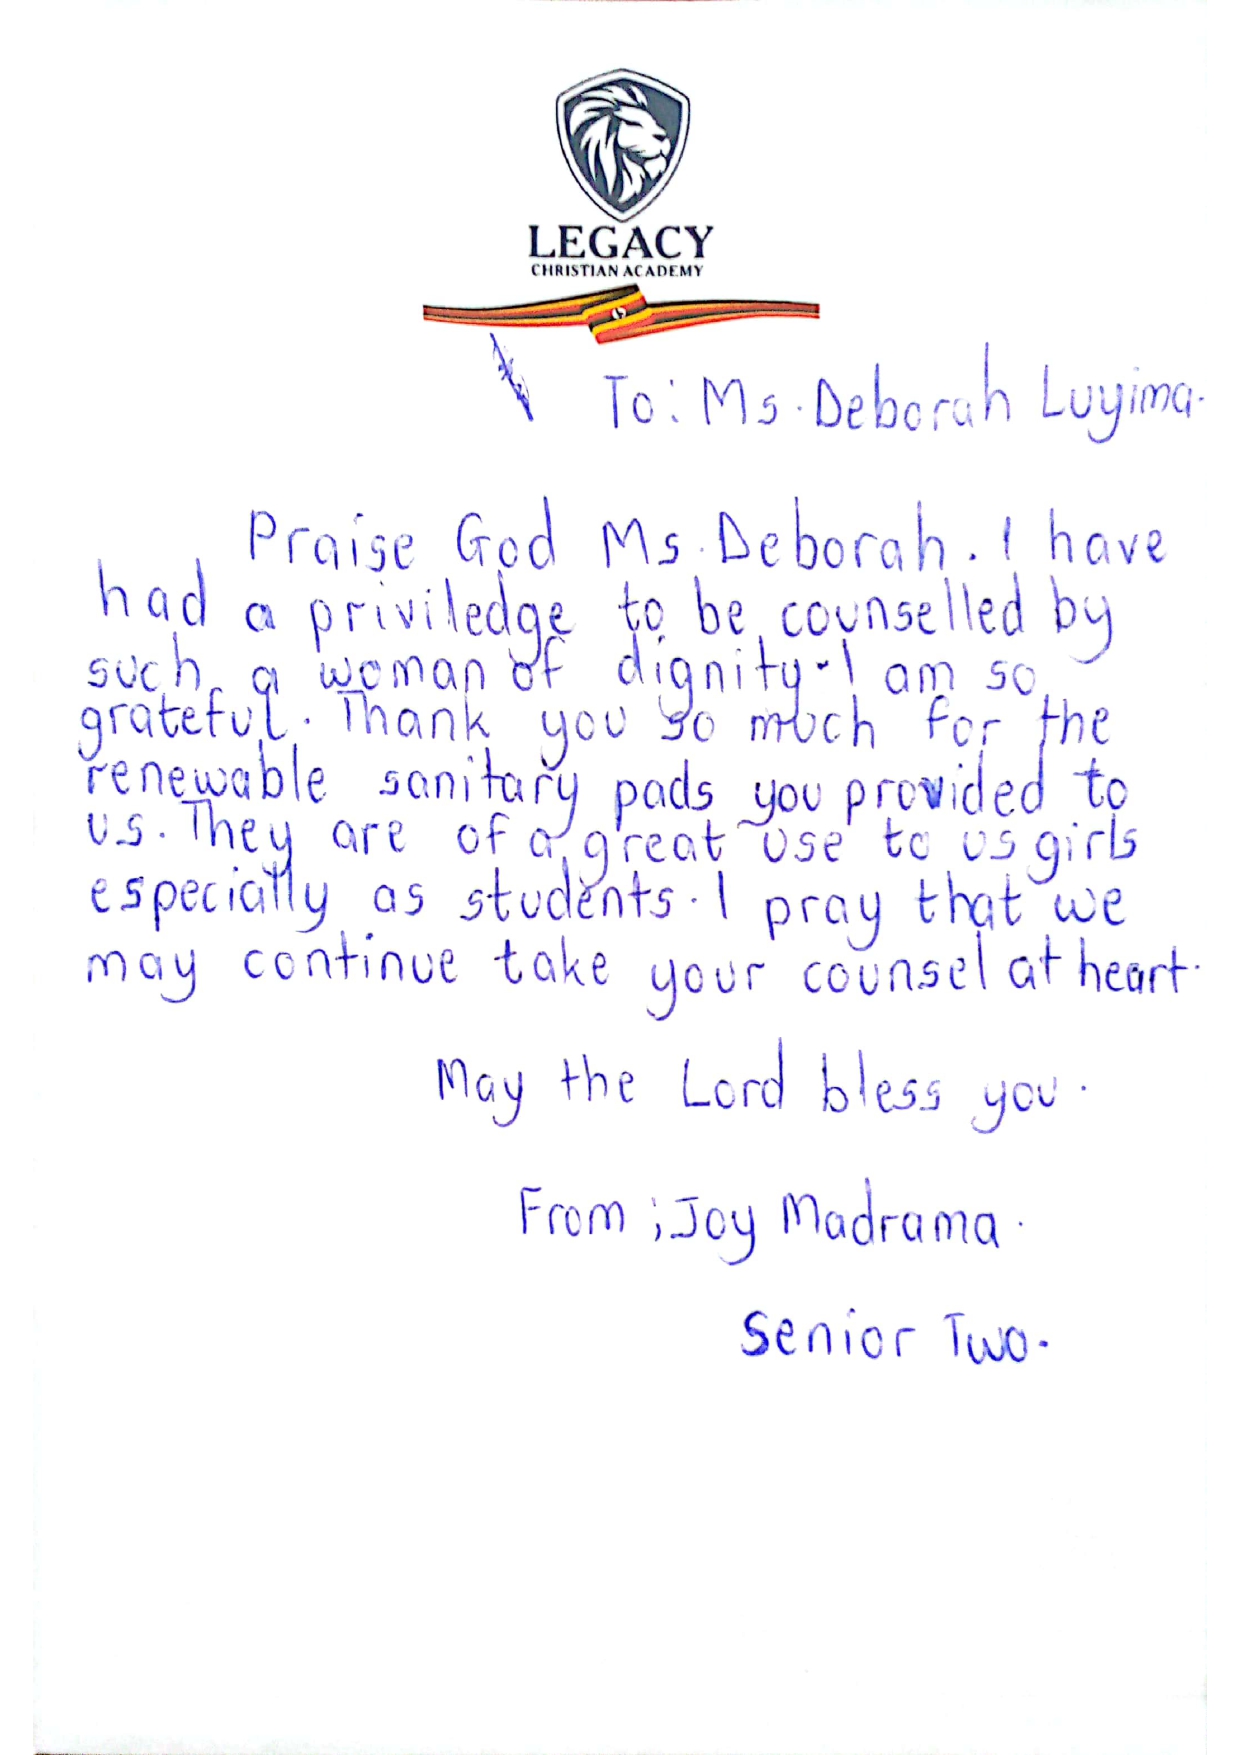 LEGACY
CHRISTIAN ACADEMY
To: Ms. Deborah Luyima.
Praise God Ms. Deborah. I have
had a priviledge to be counselled by
such a woman of dignity. I am so
grateful. Thank you so much for the
renewable sanitary pads you provided to
us. They are of a great use to us girls
especially as students. I pray that we
may continue take your counsel at heart.
May the Lord bless you.
From ; Joy Madrama.
Senior Two.